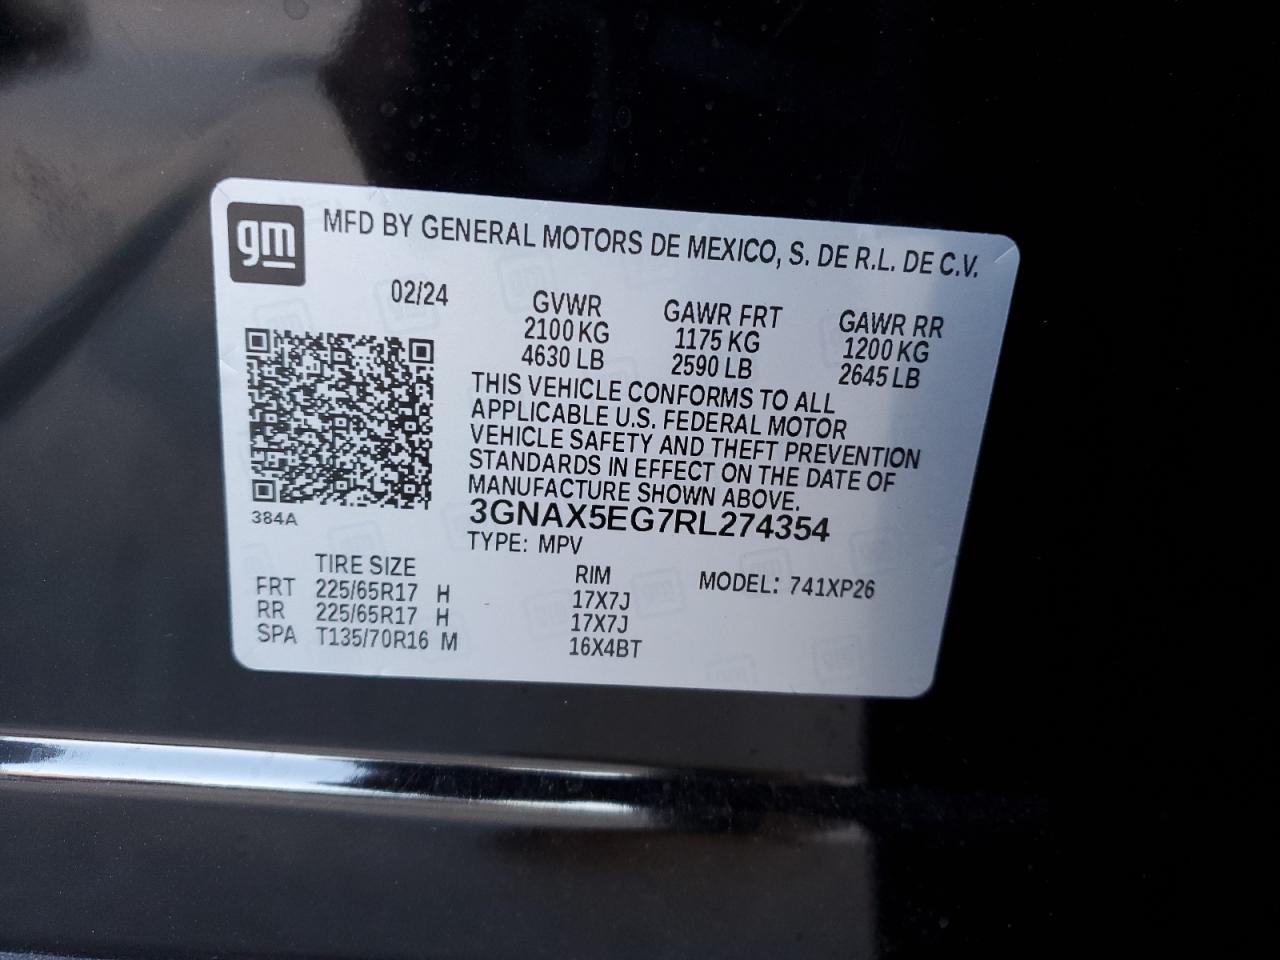 gm MFD BY GENERAL MOTORS DE MEXICO, S. DE R.L. DE C.V.
02/24 GVWR GAWR FRT GAWR RR
2100 KG 1175 KG 1200 KG
4630 LB 2590 LB 2645 LB
THIS VEHICLE CONFORMS TO ALL
APPLICABLE U.S. FEDERAL MOTOR
VEHICLE SAFETY AND THEFT PREVENTION
STANDARDS IN EFFECT ON THE DATE OF
MANUFACTURE SHOWN ABOVE.
384A 3GNAX5EG7RL274354
TYPE: MPV
TIRE SIZE RIM MODEL: 741XP26
FRT 225/65R17 H 17X7J
RR 225/65R17 H 17X7J
SPA T135/70R16 M 16X4BT